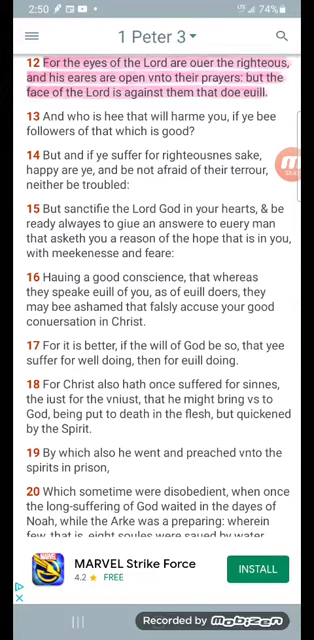 2:50
LTE 74%
1 Peter 3
12 For the eyes of the Lord are ouer the righteous,
and his eares are open vnto their prayers: but the
face of the Lord is against them that doe euill.
13 And who is hee that will harme you, if ye bee
followers of that which is good?
14 But and if ye suffer for righteousnes sake,
happy are ye, and be not afraid of their terrour,
neither be troubled:
15 But sanctifie the Lord God in your hearts, & be
ready alwayes to giue an answere to euery man
that asketh you a reason of the hope that is in you,
with meekenesse and feare:
16 Hauing a good conscience, that whereas
they speake euill of you, as of euill doers, they
may bee ashamed that falsly accuse your good
conuersation in Christ.
17 For it is better, if the will of God be so, that yee
suffer for well doing, then for euill doing.
18 For Christ also hath once suffered for sinnes,
the iust for the vniust, that he might bring vs to
God, being put to death in the flesh, but quickened
by the Spirit.
19 By which also he went and preached vnto the
spirits in prison,
20 Which sometime were disobedient, when once
the long-suffering of God waited in the dayes of
Noah, while the Arke was a preparing: wherein
few, that is, eight soules were saued by water.
MARVEL Strike Force
4.2 ★ FREE
INSTALL
Recorded by mobizen